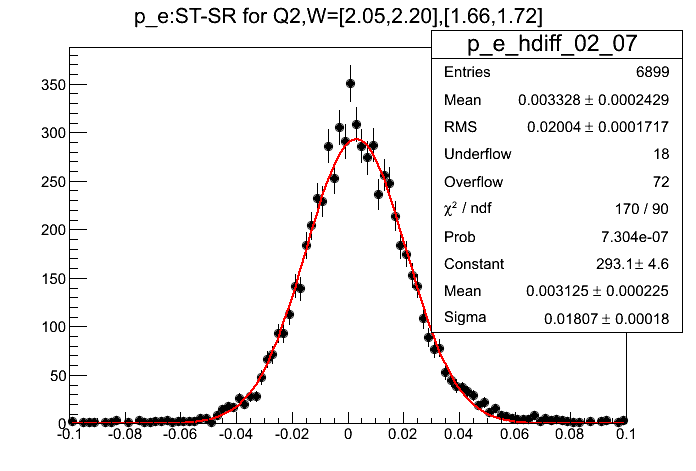 p_e:ST-SR for Q2,W=[2.05,2.20],[1.66,1.72]
p_e_hdiff_02_07
Entries 6899
Mean 0.003328 ± 0.0002429
RMS 0.02004 ± 0.0001717
Underflow 18
Overflow 72
χ² / ndf 170 / 90
Prob 7.304e-07
Constant 293.1 ± 4.6
Mean 0.003125 ± 0.000225
Sigma 0.01807 ± 0.00018
350
300
250
200
150
100
50
0
-0.1 -0.08 -0.06 -0.04 -0.02 0 0.02 0.04 0.06 0.08 0.1